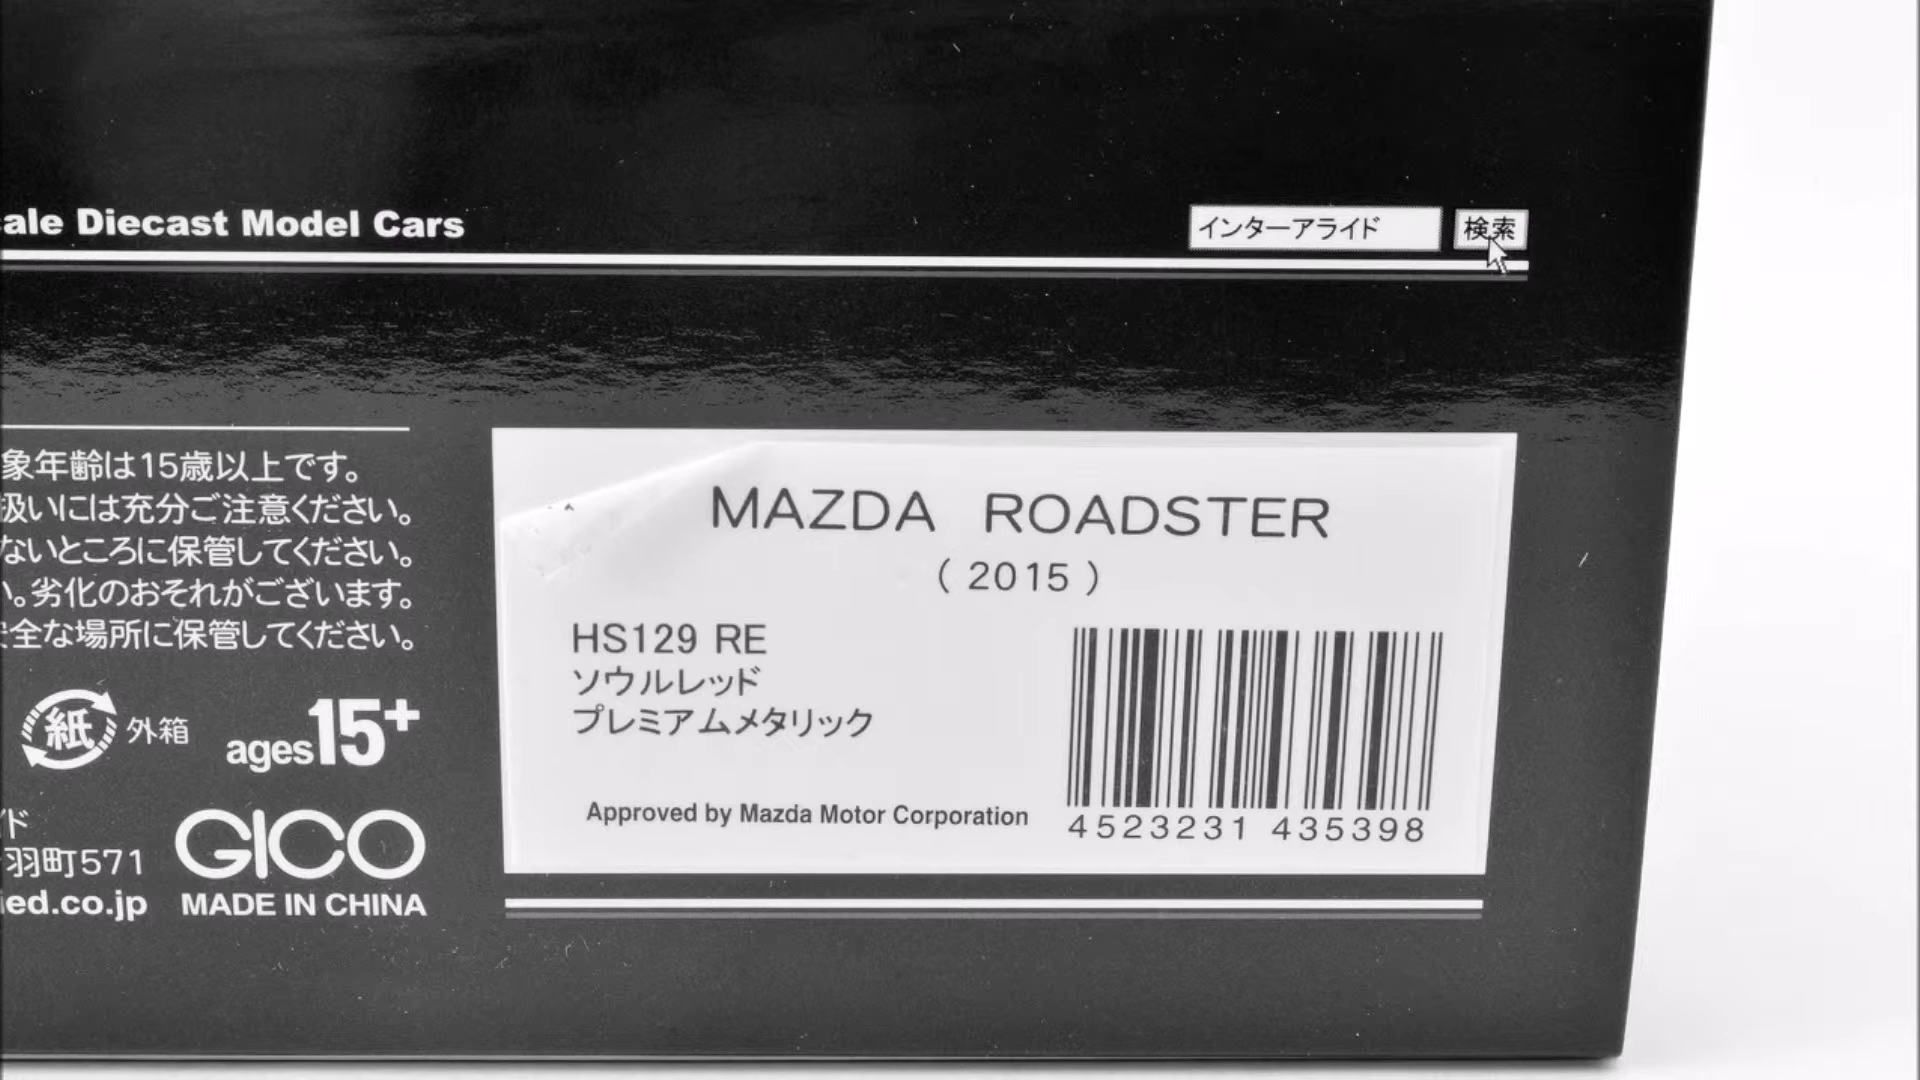 ale Diecast Model Cars
インターアライド 検索
象年齢は15歳以上です。
扱いには充分ご注意ください。
ないところに保管してください。
い。劣化のおそれがございます。
全な場所に保管してください。
紙 外箱
ages15+
ド
羽町571
ied.co.jp
GICO
MADE IN CHINA
MAZDA ROADSTER
( 2015 )
HS129 RE
ソウルレッド
プレミアムメタリック
Approved by Mazda Motor Corporation
4523231 435398